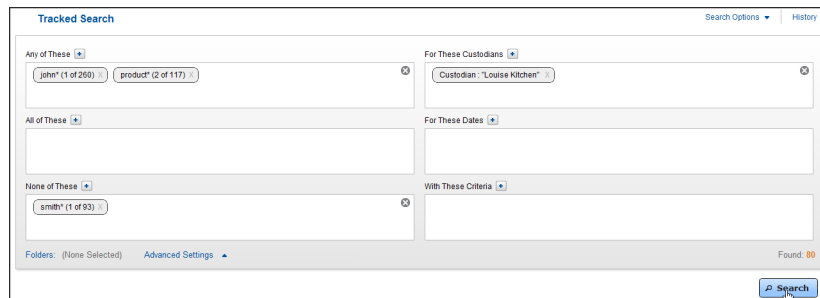 Tracked Search
Search Options
History
Any of These
john* (1 of 260) X
product* (2 of 117) X
For These Custodians
Custodian : "Louise Kitchen" X
All of These
For These Dates
None of These
smith* (1 of 93) X
With These Criteria
Folders: (None Selected)
Advanced Settings
Found: 80
Search